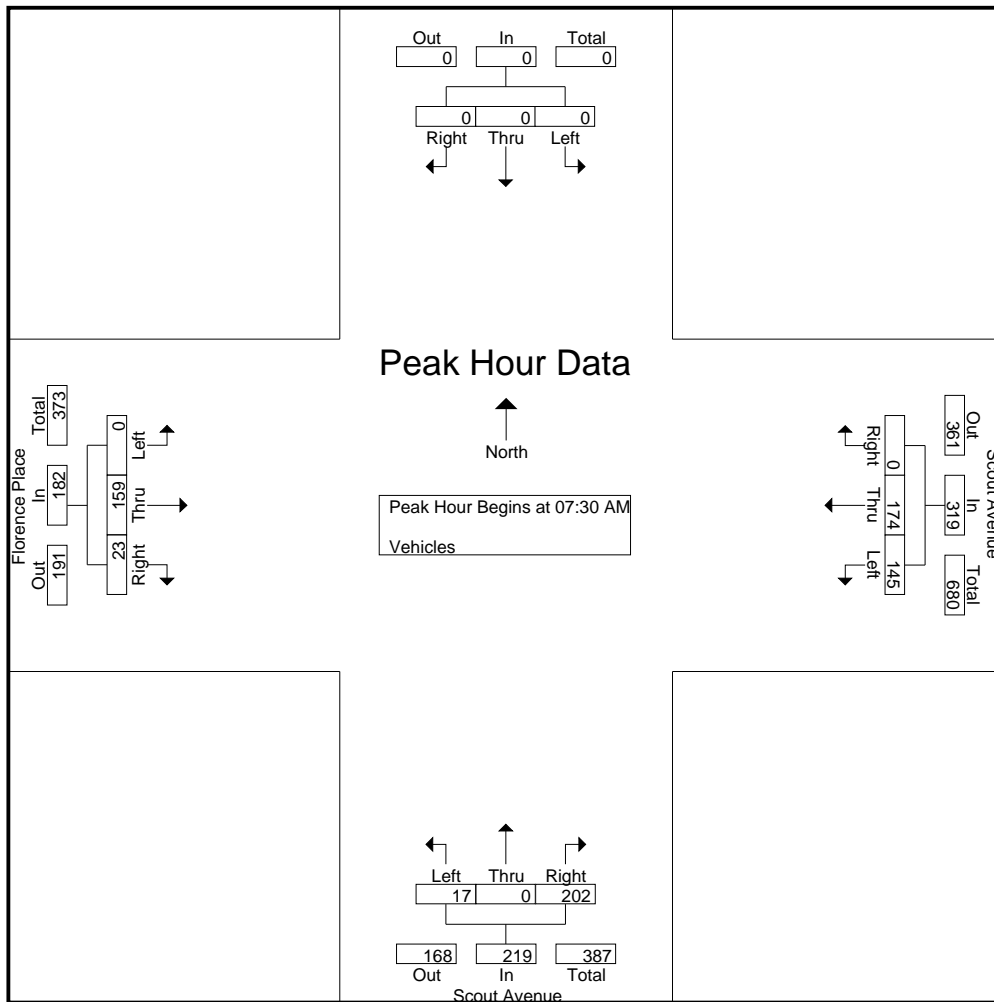 Out In Total
0 0 0
0 0 0
Right Thru Left
Peak Hour Data
North
Peak Hour Begins at 07:30 AM
Vehicles
Florence Place
Total In Out
373 182 191
0 159 23
Left Thru Right
Scout Avenue
Out In Total
361 319 680
0 174 145
Right Thru Left
Left Thru Right
17 0 202
168 219 387
Out In Total
Scout Avenue